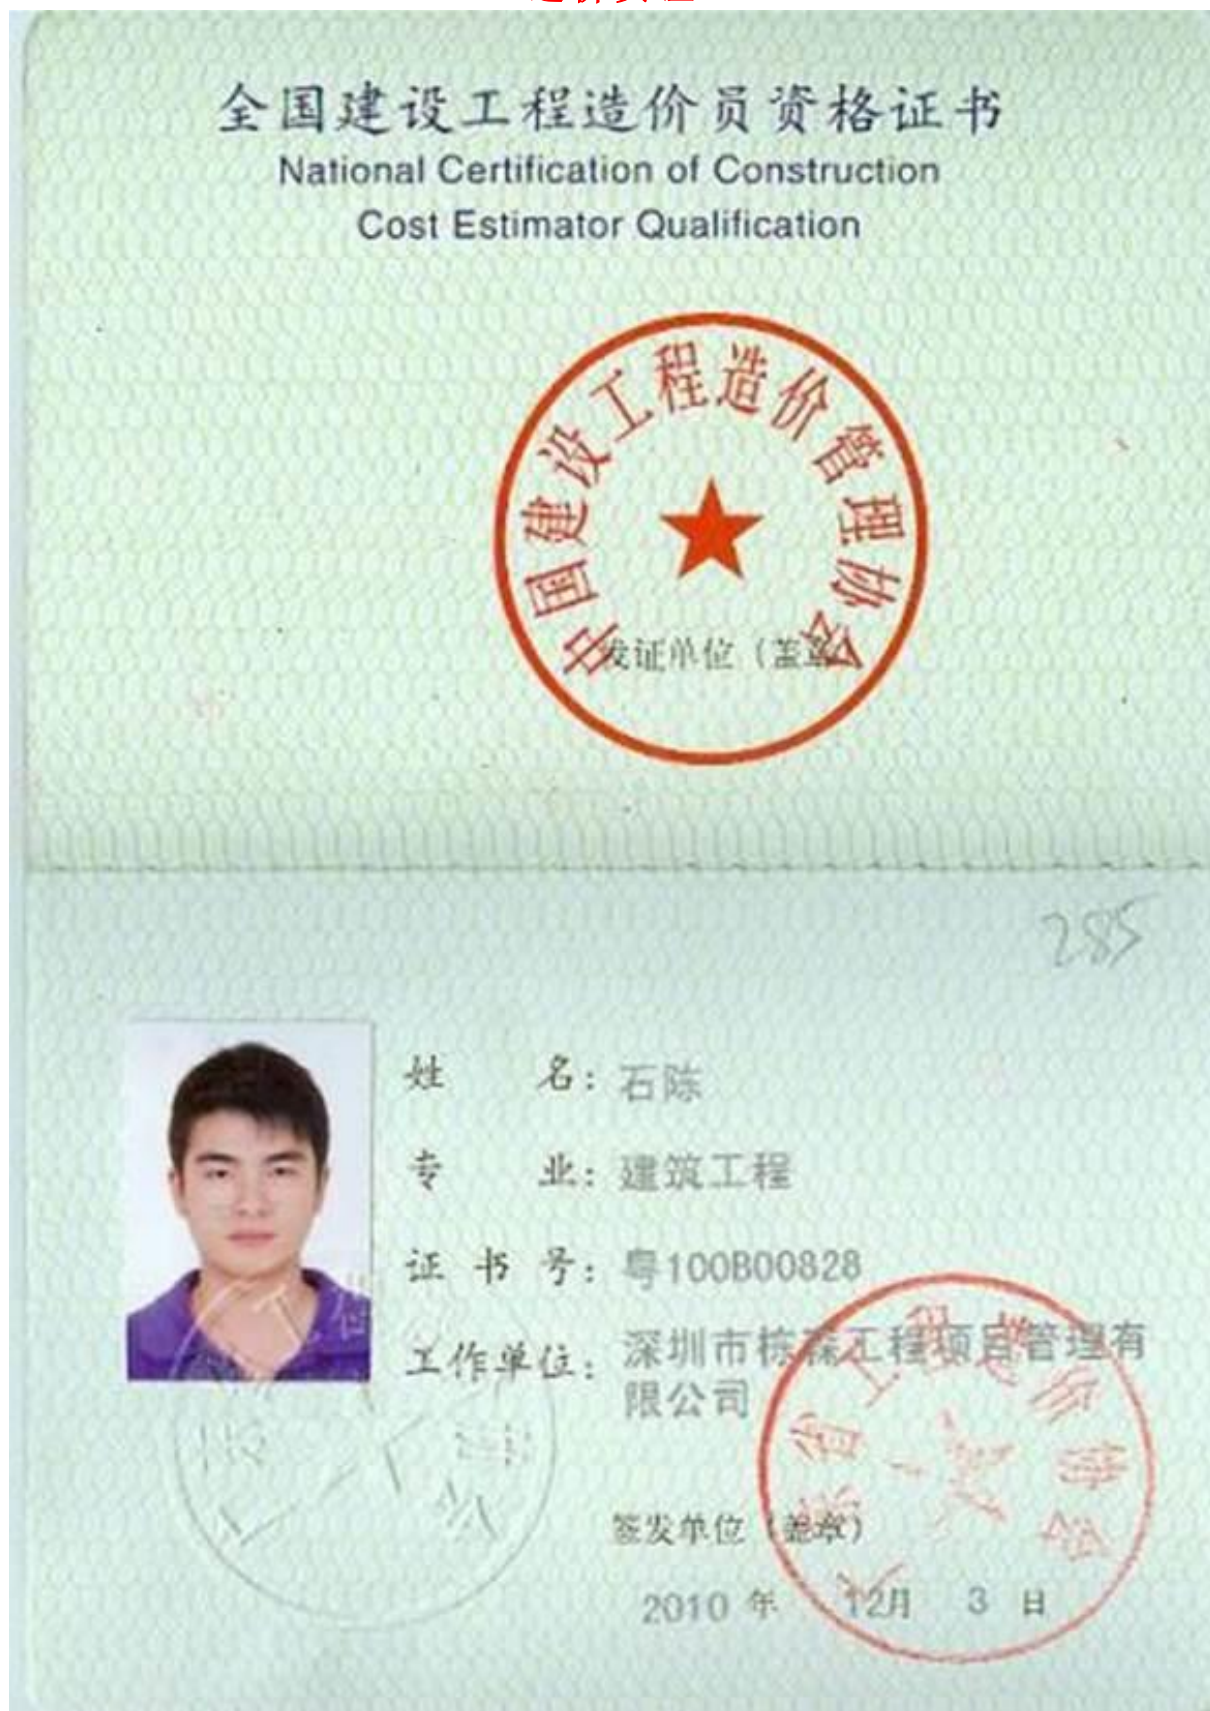 全国建设工程造价员资格证书
National Certification of Construction
Cost Estimator Qualification
中国建设工程造价管理协会
发证单位（盖章）
285
姓 名：石陈
专 业：建筑工程
证 书 号：粤100B00828
工作单位：深圳市栋森工程项目管理有
限公司
签发单位（盖章）
2010 年 12月 3 日